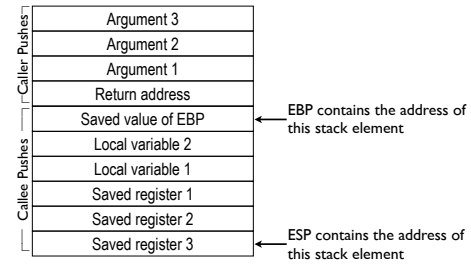 Caller Pushes
Argument 3
Argument 2
Argument 1
Return address
Callee Pushes
Saved value of EBP
Local variable 2
Local variable 1
Saved register 1
Saved register 2
Saved register 3
EBP contains the address of
this stack element
ESP contains the address of
this stack element